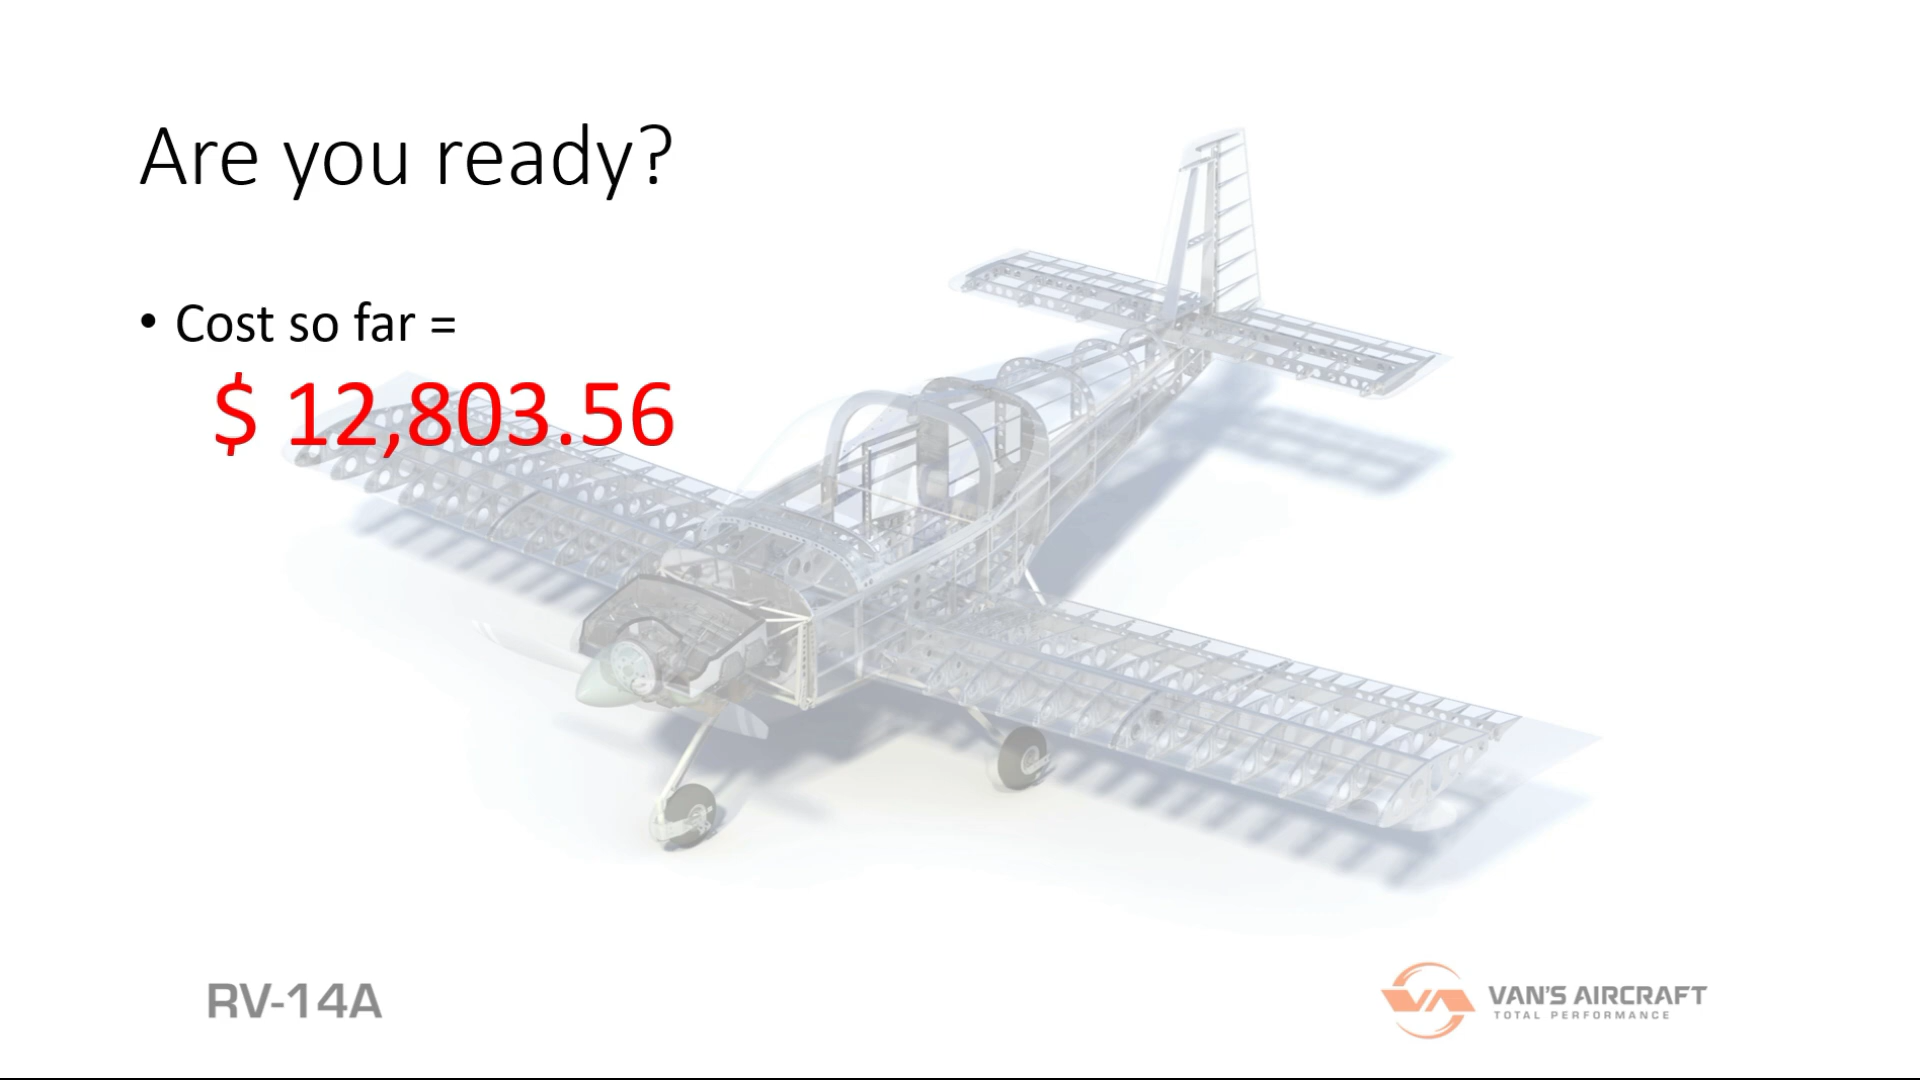 Are you ready?
• Cost so far =
$ 12,803.56
RV-14A
VAN'S AIRCRAFT
TOTAL PERFORMANCE